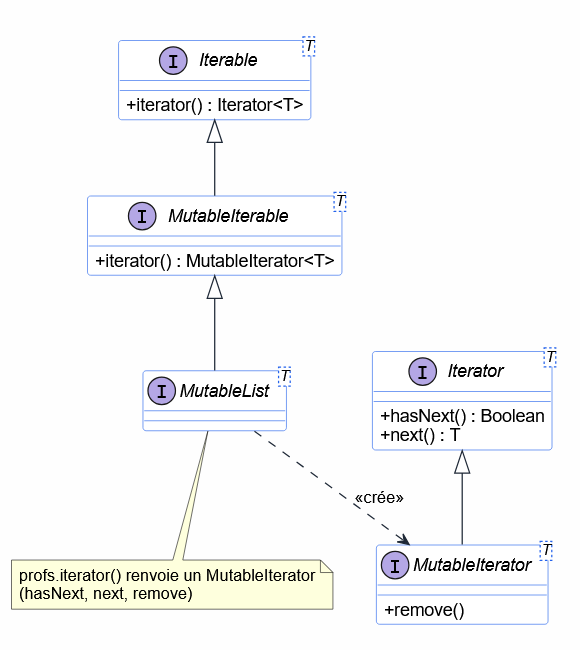 T
I Iterable
+iterator() : Iterator<T>
T
I MutableIterable
+iterator() : MutableIterator<T>
T
I MutableList
T
I Iterator
+hasNext() : Boolean
+next() : T
«crée»
profs.iterator() renvoie un MutableIterator
(hasNext, next, remove)
T
I MutableIterator
+remove()